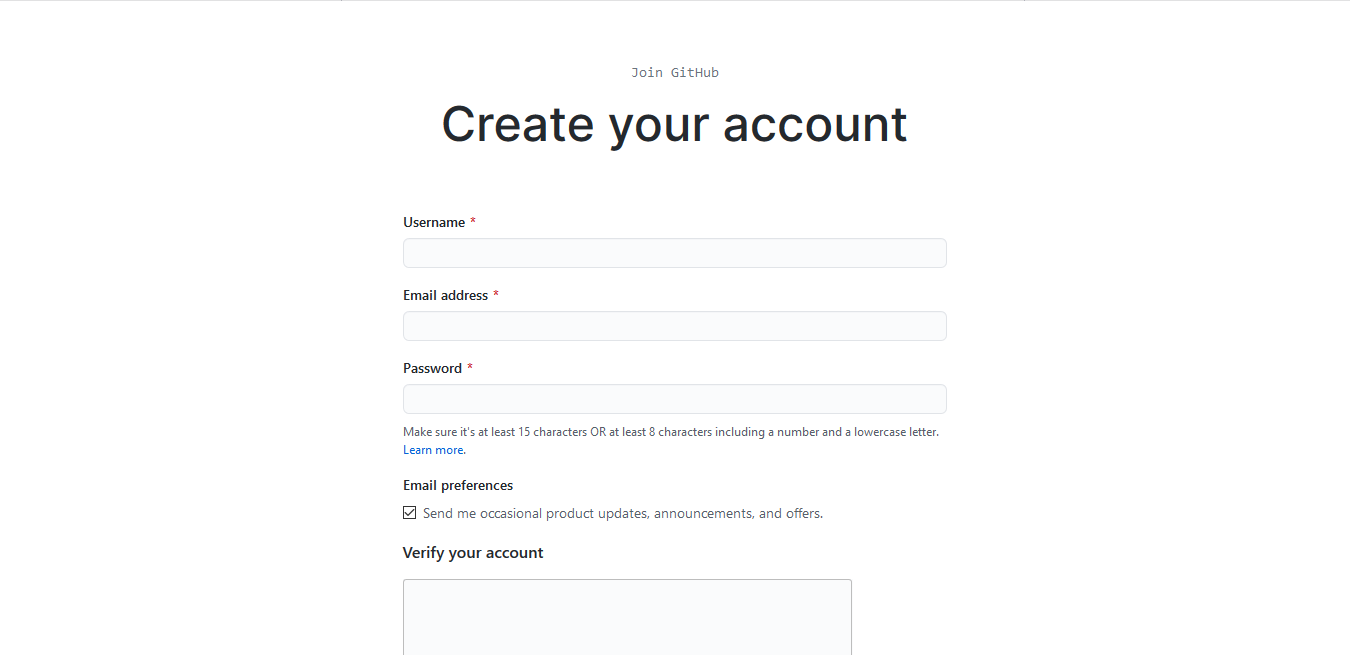 Join GitHub
Create your account
Username *
Email address *
Password *
Make sure it's at least 15 characters OR at least 8 characters including a number and a lowercase letter.
Learn more.
Email preferences
Send me occasional product updates, announcements, and offers.
Verify your account